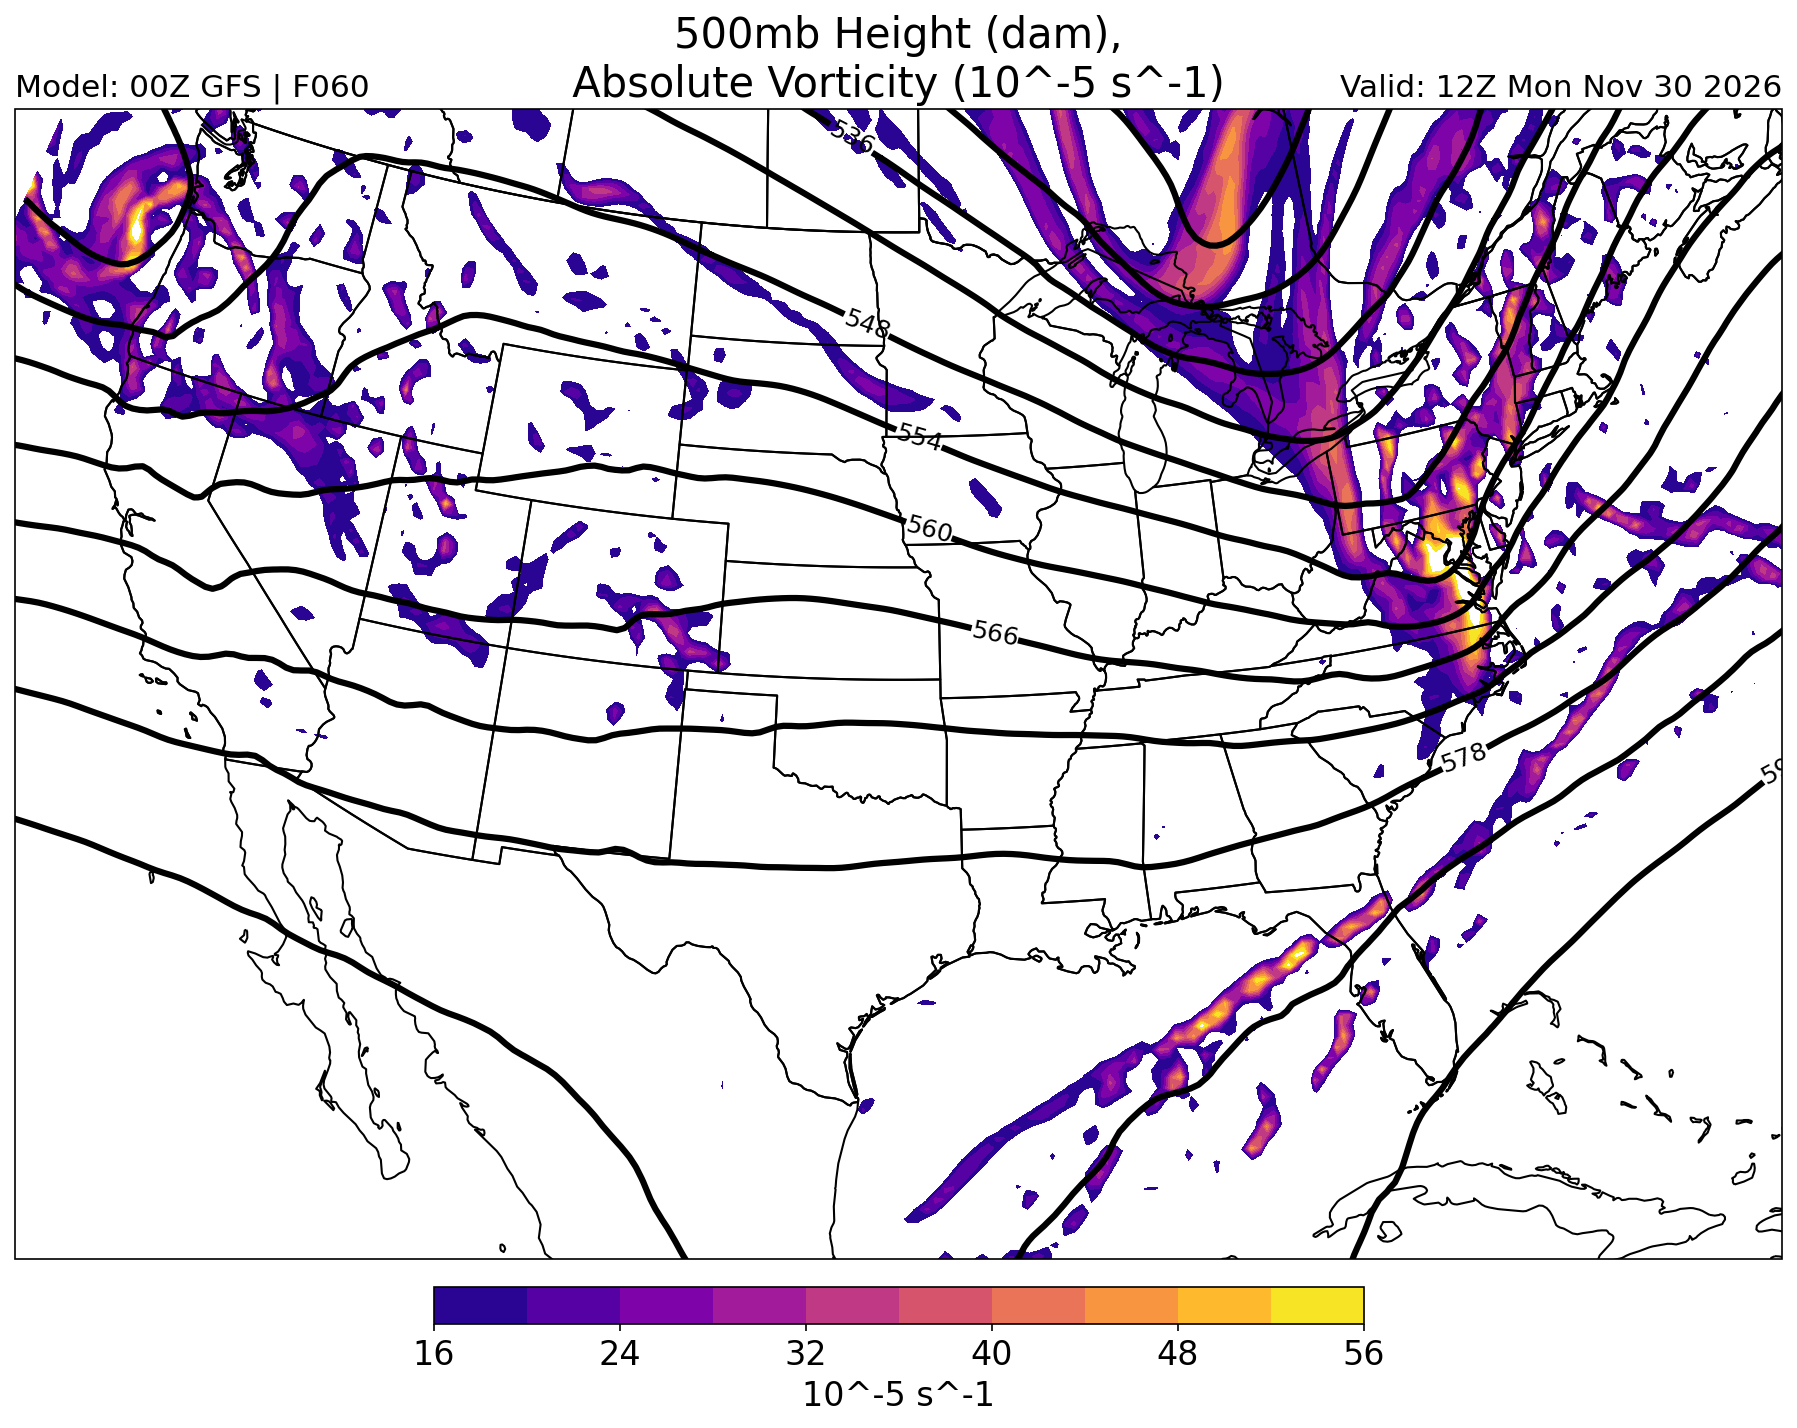 500mb Height (dam),
Model: 00Z GFS | F060
Absolute Vorticity (10^-5 s^-1)
Valid: 12Z Mon Nov 30 2026
536
548
554
560
566
578
16 24 32 40 48 56
10^-5 s^-1